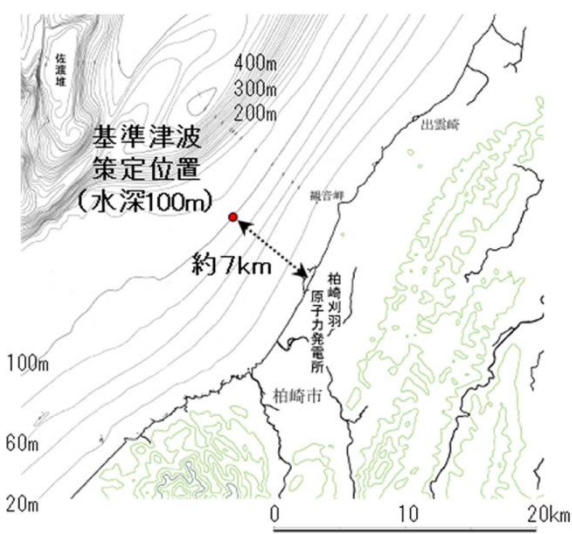 佐渡堆
400m
300m
200m
基準津波
策定位置
(水深100m)
出雲崎
観音岬
約7km
柏崎刈羽
原子力発電所
100m
柏崎市
60m
20m
0 10 20km